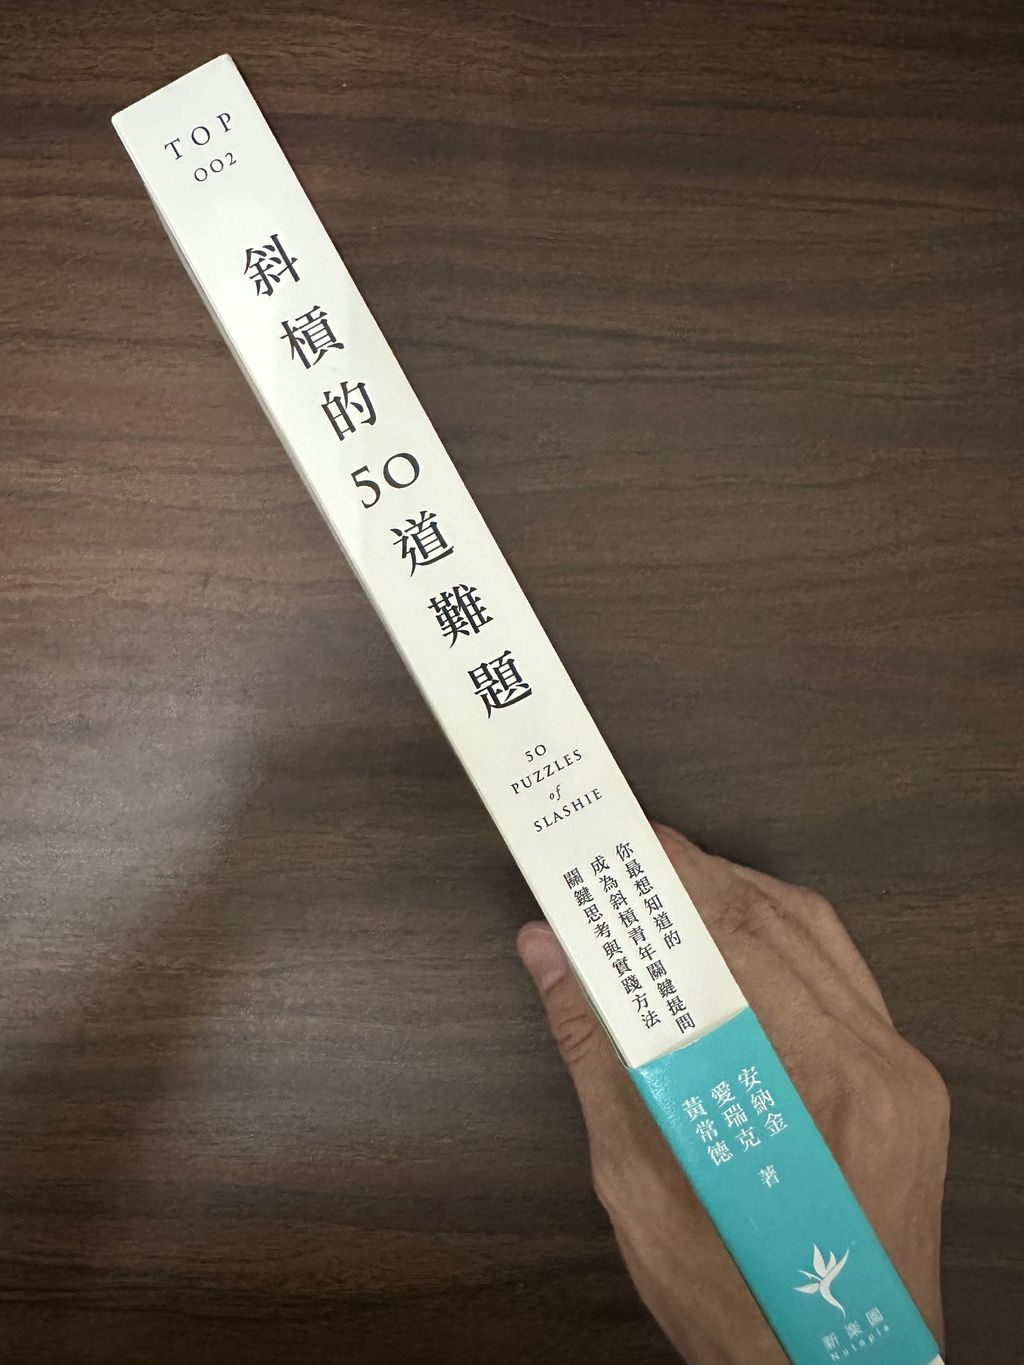 TOP
002
斜槓的50道難題
50
PUZZLES
of
SLASHIE
你最想知道的
成為斜槓青年關鍵提問
關鍵思考與實踐方法
安納金
愛瑞克
黃常德
著
新樂園
Nutopia